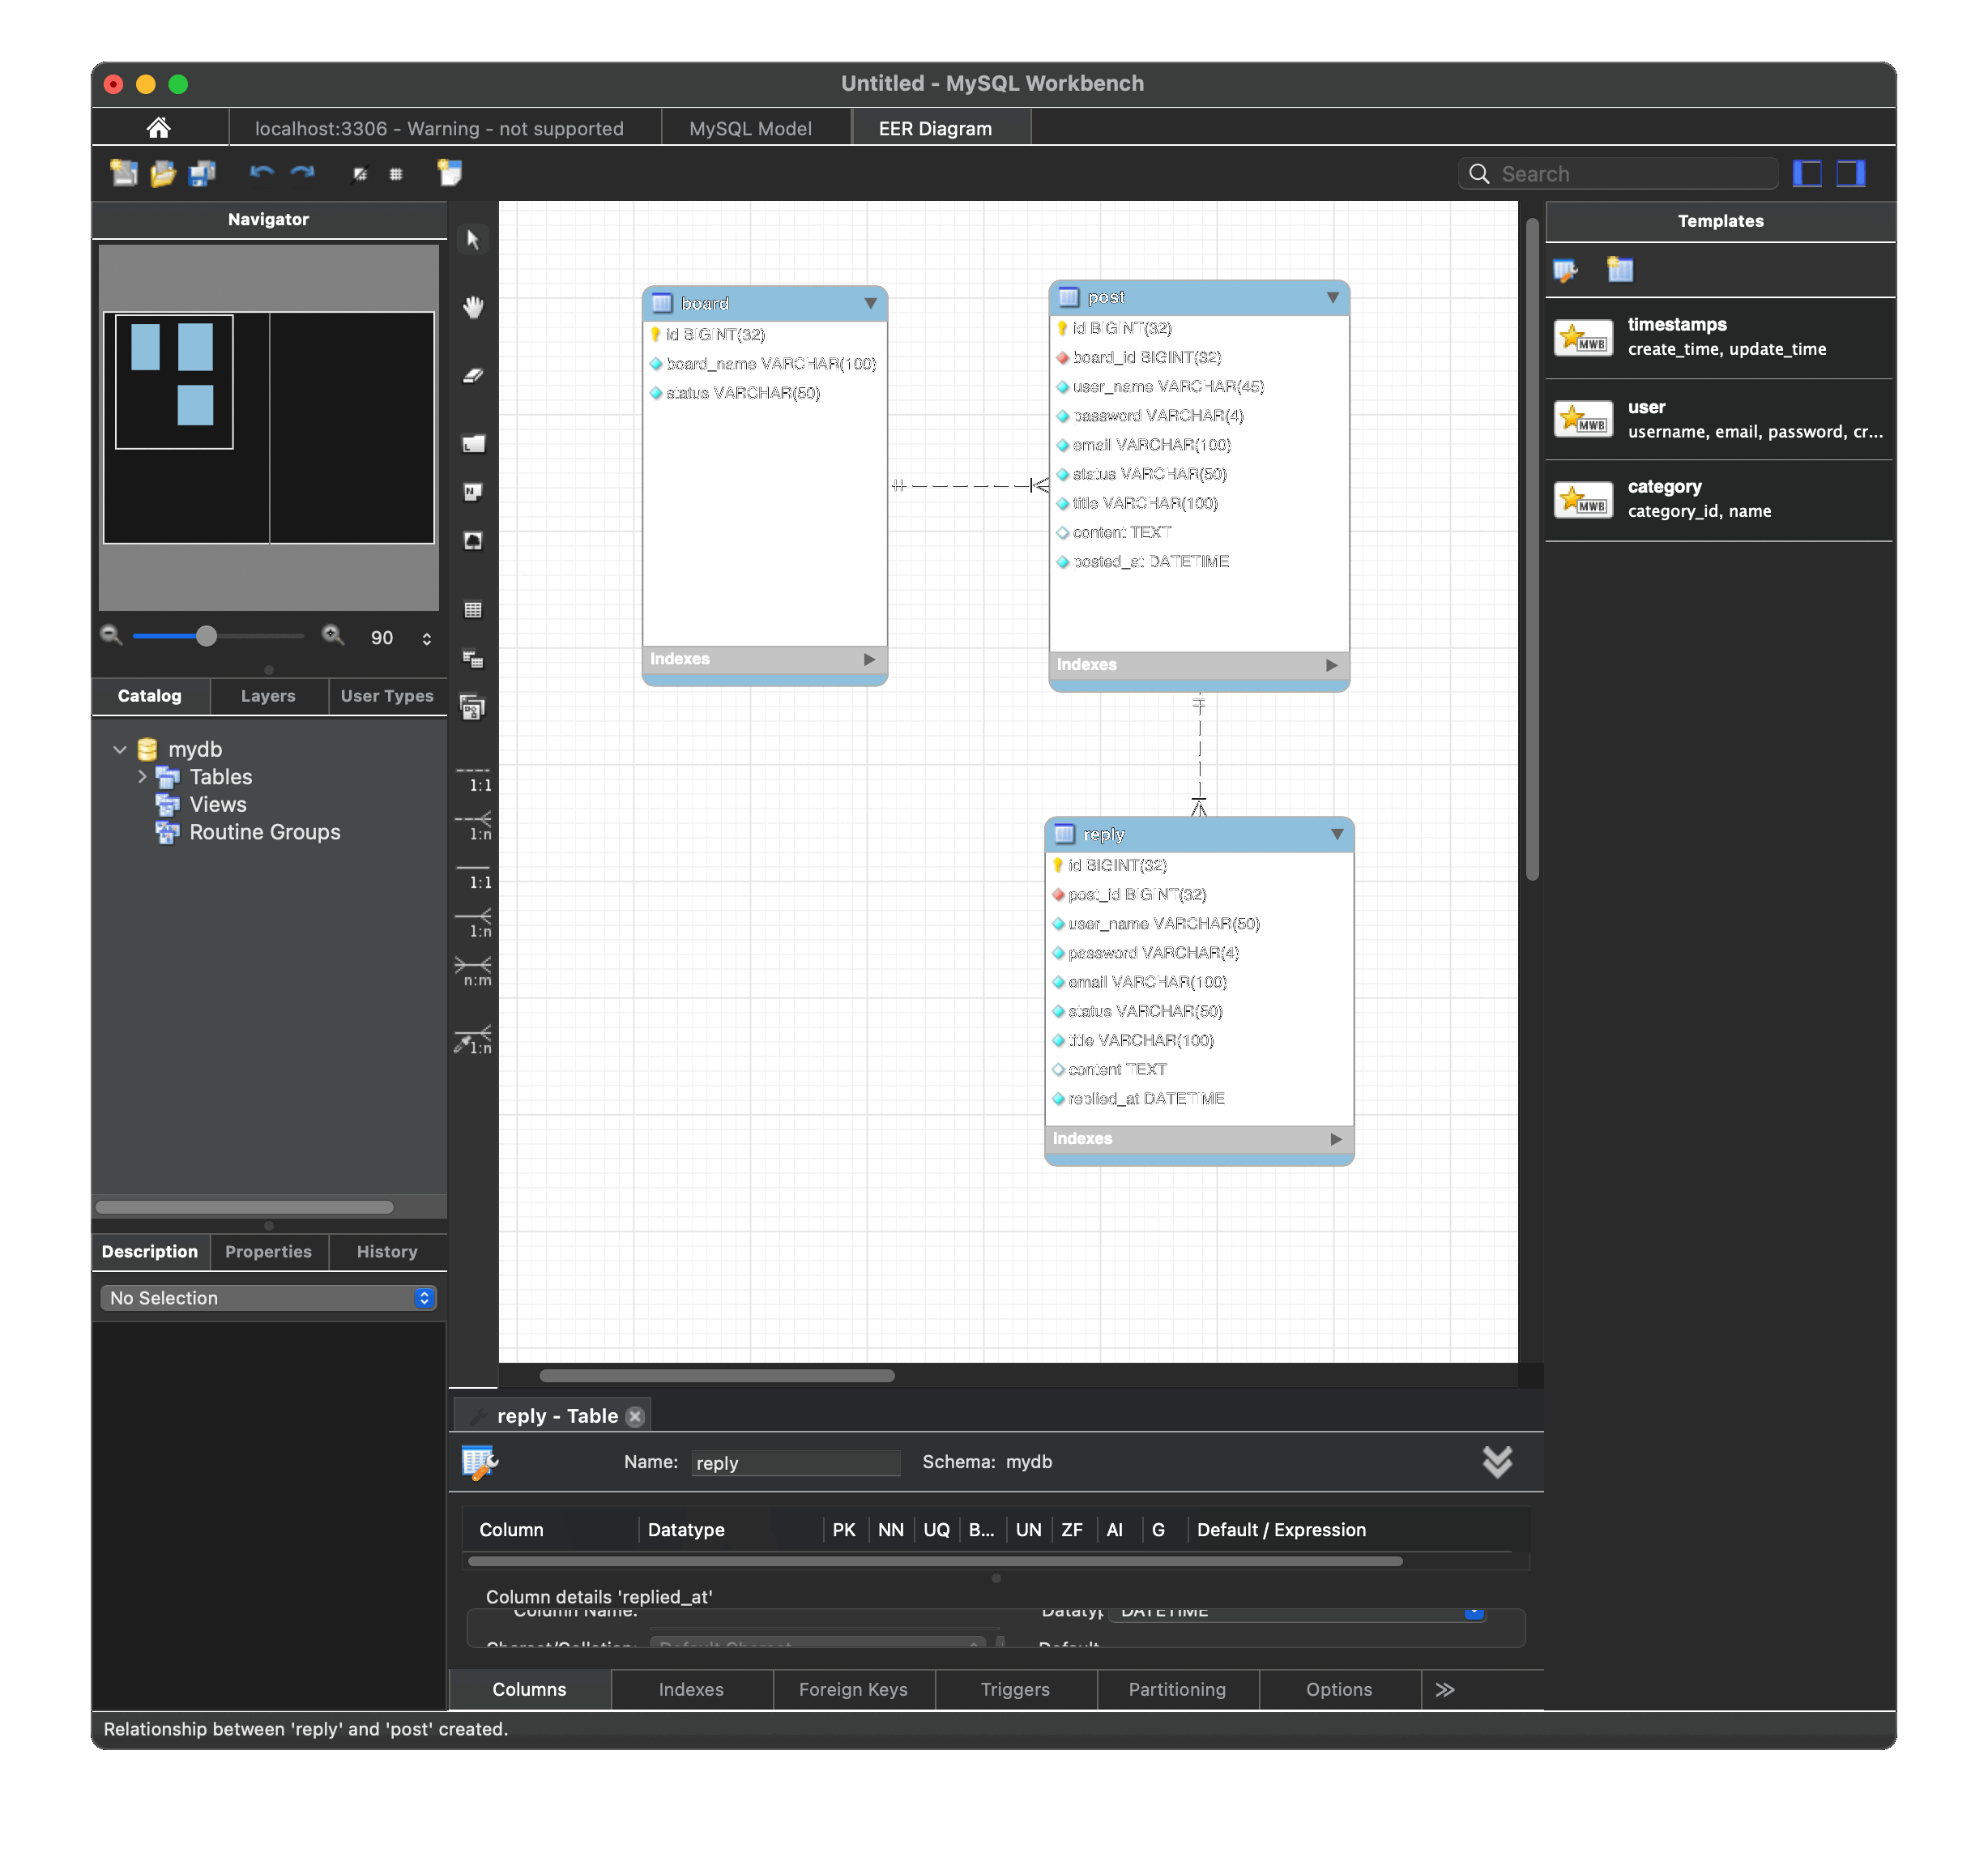 Untitled - MySQL Workbench
localhost:3306 - Warning - not supported
MySQL Model
EER Diagram
Search
Navigator
90
Catalog
Layers
User Types
mydb
Tables
Views
Routine Groups
Description
Properties
History
No Selection
1:1
1:n
1:1
1:n
n:m
1:n
board
id BIGINT(32)
board_name VARCHAR(100)
status VARCHAR(50)
Indexes
post
id BIGINT(32)
board_id BIGINT(32)
user_name VARCHAR(45)
password VARCHAR(4)
email VARCHAR(100)
status VARCHAR(50)
title VARCHAR(100)
content TEXT
posted_at DATETIME
Indexes
reply
id BIGINT(32)
post_id BIGINT(32)
user_name VARCHAR(50)
password VARCHAR(4)
email VARCHAR(100)
status VARCHAR(50)
title VARCHAR(100)
content TEXT
replied_at DATETIME
Indexes
Templates
MWB
timestamps
create_time, update_time
MWB
user
username, email, password, cr...
MWB
category
category_id, name
reply - Table
Name: reply
Schema: mydb
Column Datatype PK NN UQ B... UN ZF AI G Default / Expression
Column details 'replied_at'
Column Name:
DATETIME
Charset/Collation: Default Charset
Default
Columns
Indexes
Foreign Keys
Triggers
Partitioning
Options
Relationship between 'reply' and 'post' created.